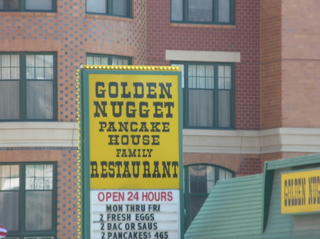 GOLDEN
NUGGET
PANCAKE
HOUSE
FAMILY
RESTAURANT
OPEN 24 HOURS
MON THRU FRI
2 FRESH EGGS
2 BAC OR SAUS
2 PANCAKES 465
GOLDEN NUG